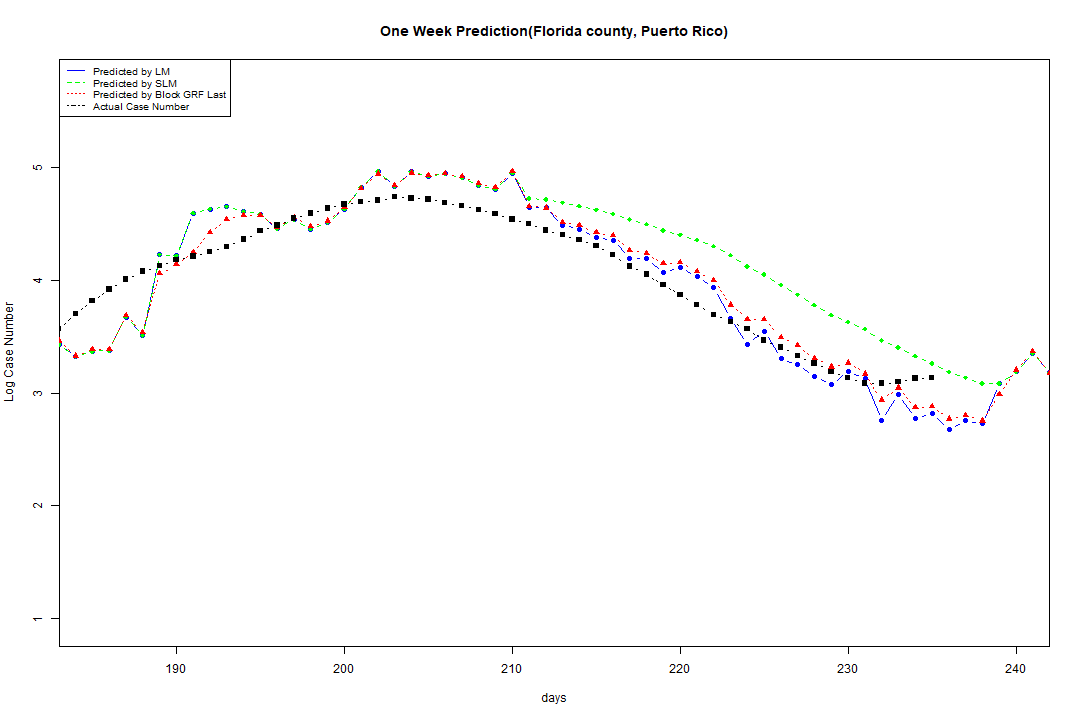 One Week Prediction(Florida county, Puerto Rico)
Predicted by LM
Predicted by SLM
Predicted by Block GRF Last
Actual Case Number
5
4
3
2
1
Log Case Number
190 200 210 220 230 240
days